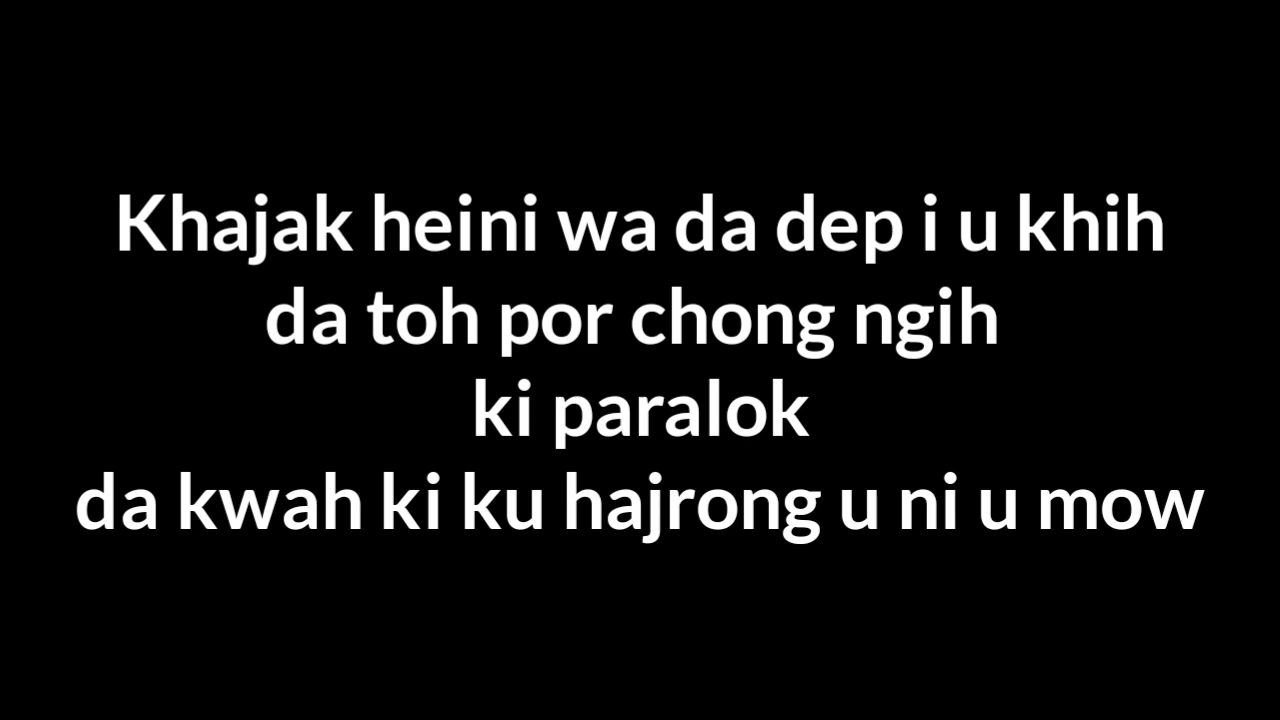 Khajak heini wa da dep i u khih
da toh por chong ngih
ki paralok
da kwah ki ku hajrong u ni u mow